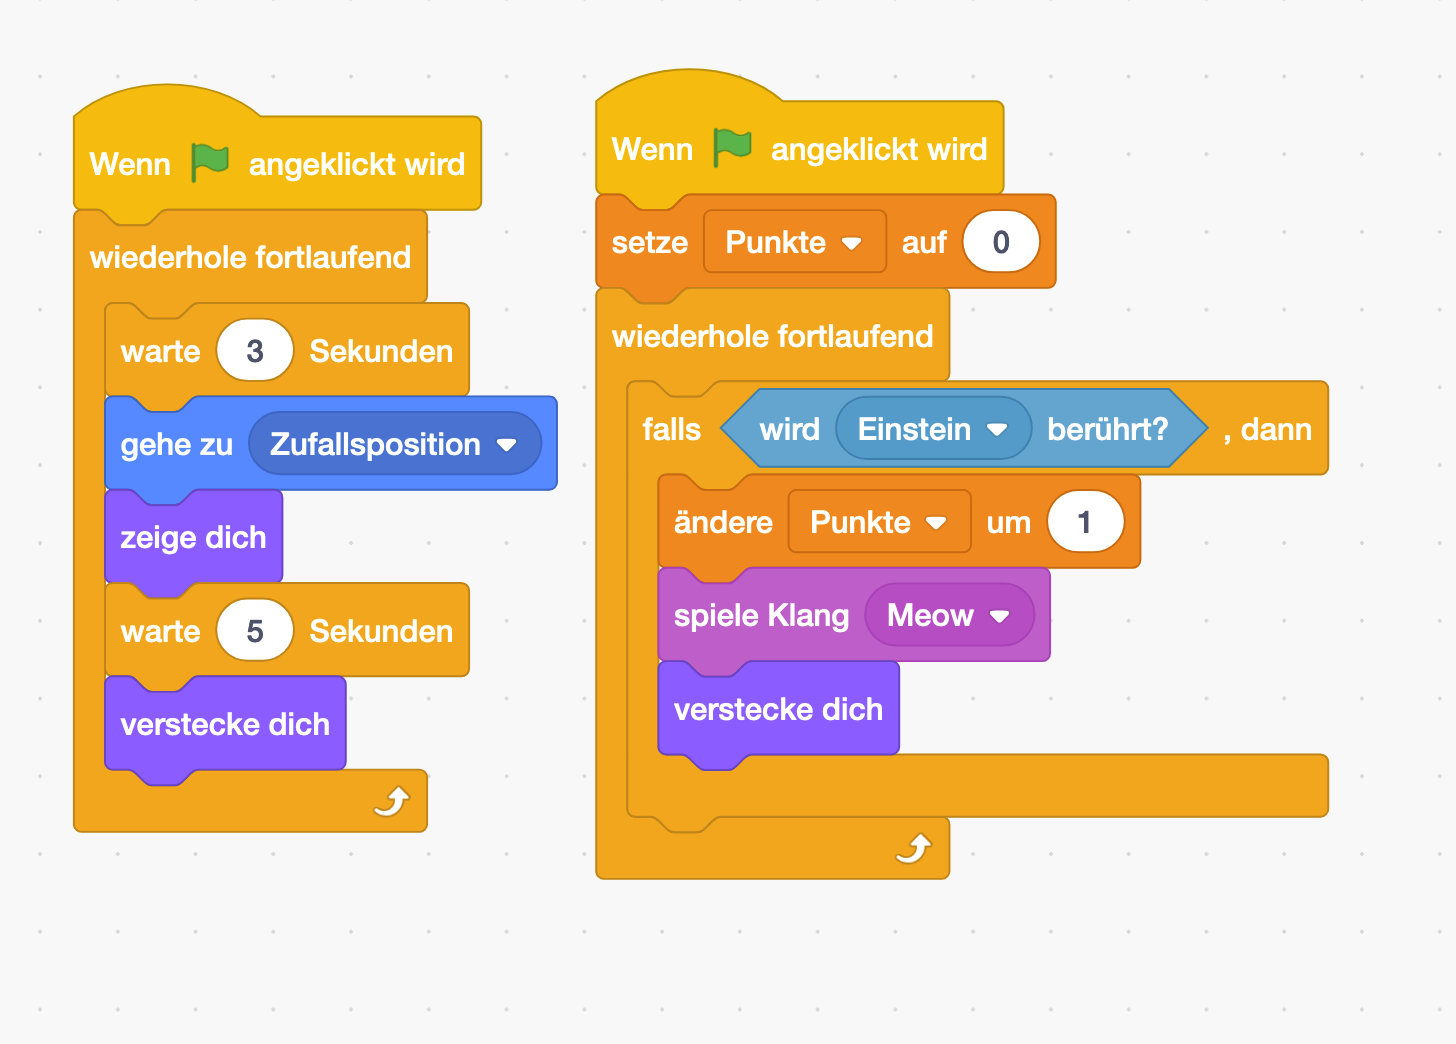 Wenn angeklickt wird
wiederhole fortlaufend
warte 3 Sekunden
gehe zu Zufallsposition
zeige dich
warte 5 Sekunden
verstecke dich
Wenn angeklickt wird
setze Punkte auf 0
wiederhole fortlaufend
falls wird Einstein berührt? , dann
ändere Punkte um 1
spiele Klang Meow
verstecke dich